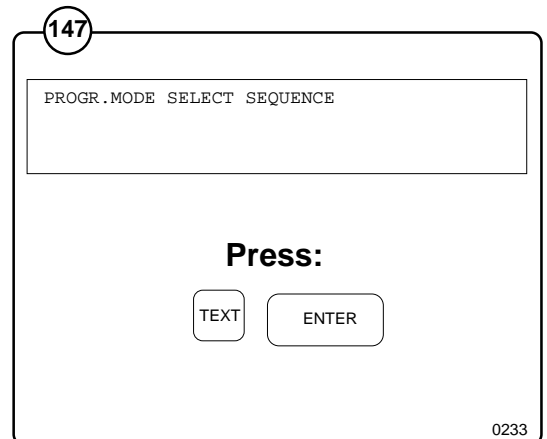 147
PROGR.MODE SELECT SEQUENCE
Press:
TEXT ENTER
0233